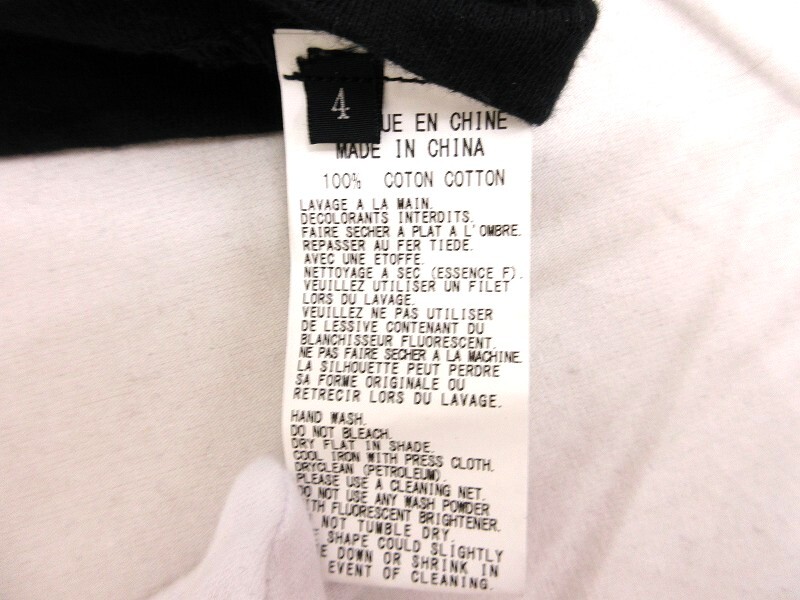 4
UE EN CHINE
MADE IN CHINA
100% COTON COTTON
LAVAGE A LA MAIN.
DECOLORANTS INTERDITS.
FAIRE SECHER A PLAT A L'OMBRE.
REPASSER AU FER TIEDE.
AVEC UNE ETOFFE.
NETTOYAGE A SEC (ESSENCE F).
VEUILLEZ UTILISER UN FILET
LORS DU LAVAGE.
VEUILLEZ NE PAS UTILISER
DE LESSIVE CONTENANT DU
BLANCHISSEUR FLUORESCENT.
NE PAS FAIRE SECHER A LA MACHINE.
LA SILHOUETTE PEUT PERDRE
SA FORME ORIGINALE OU
RETRECIR LORS DU LAVAGE.
HAND WASH.
DO NOT BLEACH.
DRY FLAT IN SHADE.
COOL IRON WITH PRESS CLOTH.
DRYCLEAN (PETROLEUM).
PLEASE USE A CLEANING NET.
DO NOT USE ANY WASH POWDER
ITH FLUORESCENT BRIGHTENER.
NOT TUMBLE DRY.
E SHAPE COULD SLIGHTLY
E DOWN OR SHRINK IN
EVENT OF CLEANING.